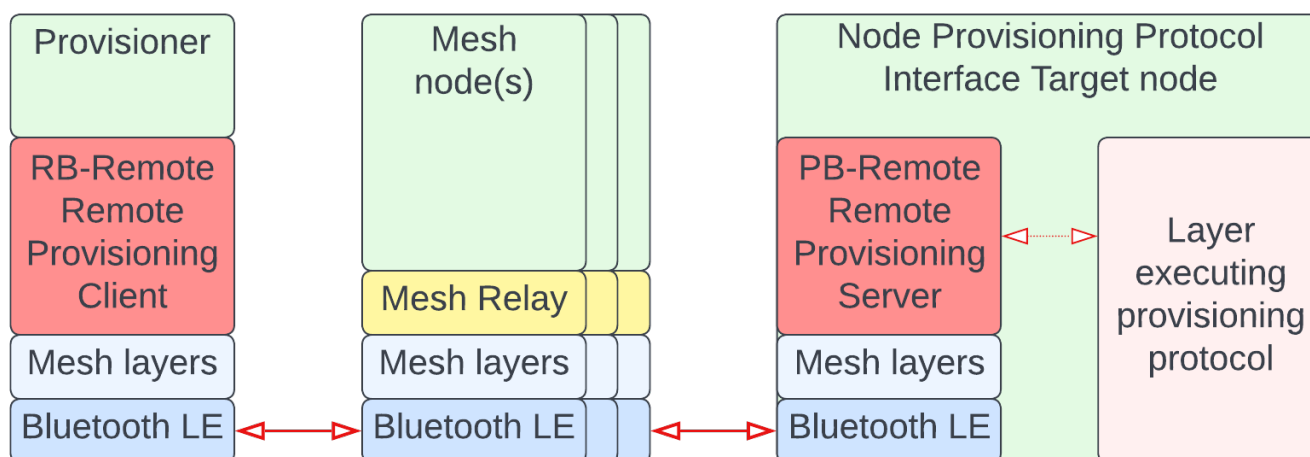 Provisioner
RB-Remote
Remote
Provisioning
Client
Mesh layers
Bluetooth LE
Mesh
node(s)
Mesh Relay
Mesh layers
Bluetooth LE
Node Provisioning Protocol
Interface Target node
PB-Remote
Remote
Provisioning
Server
Mesh layers
Bluetooth LE
Layer
executing
provisioning
protocol